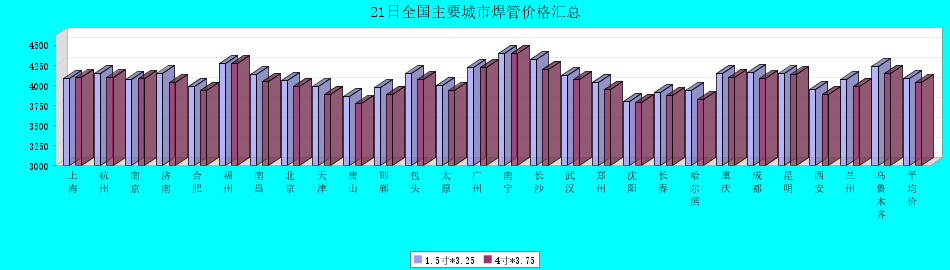 21日全国主要城市焊管价格汇总
4500
4250
4000
3750
3500
3250
3000
上海
杭州
南京
济南
合肥
福州
南昌
北京
天津
唐山
邯郸
包头
太原
广州
南宁
长沙
武汉
郑州
沈阳
长春
哈尔滨
重庆
成都
昆明
西安
兰州
乌鲁木齐
平均价
1.5寸*3.25
4寸*3.75